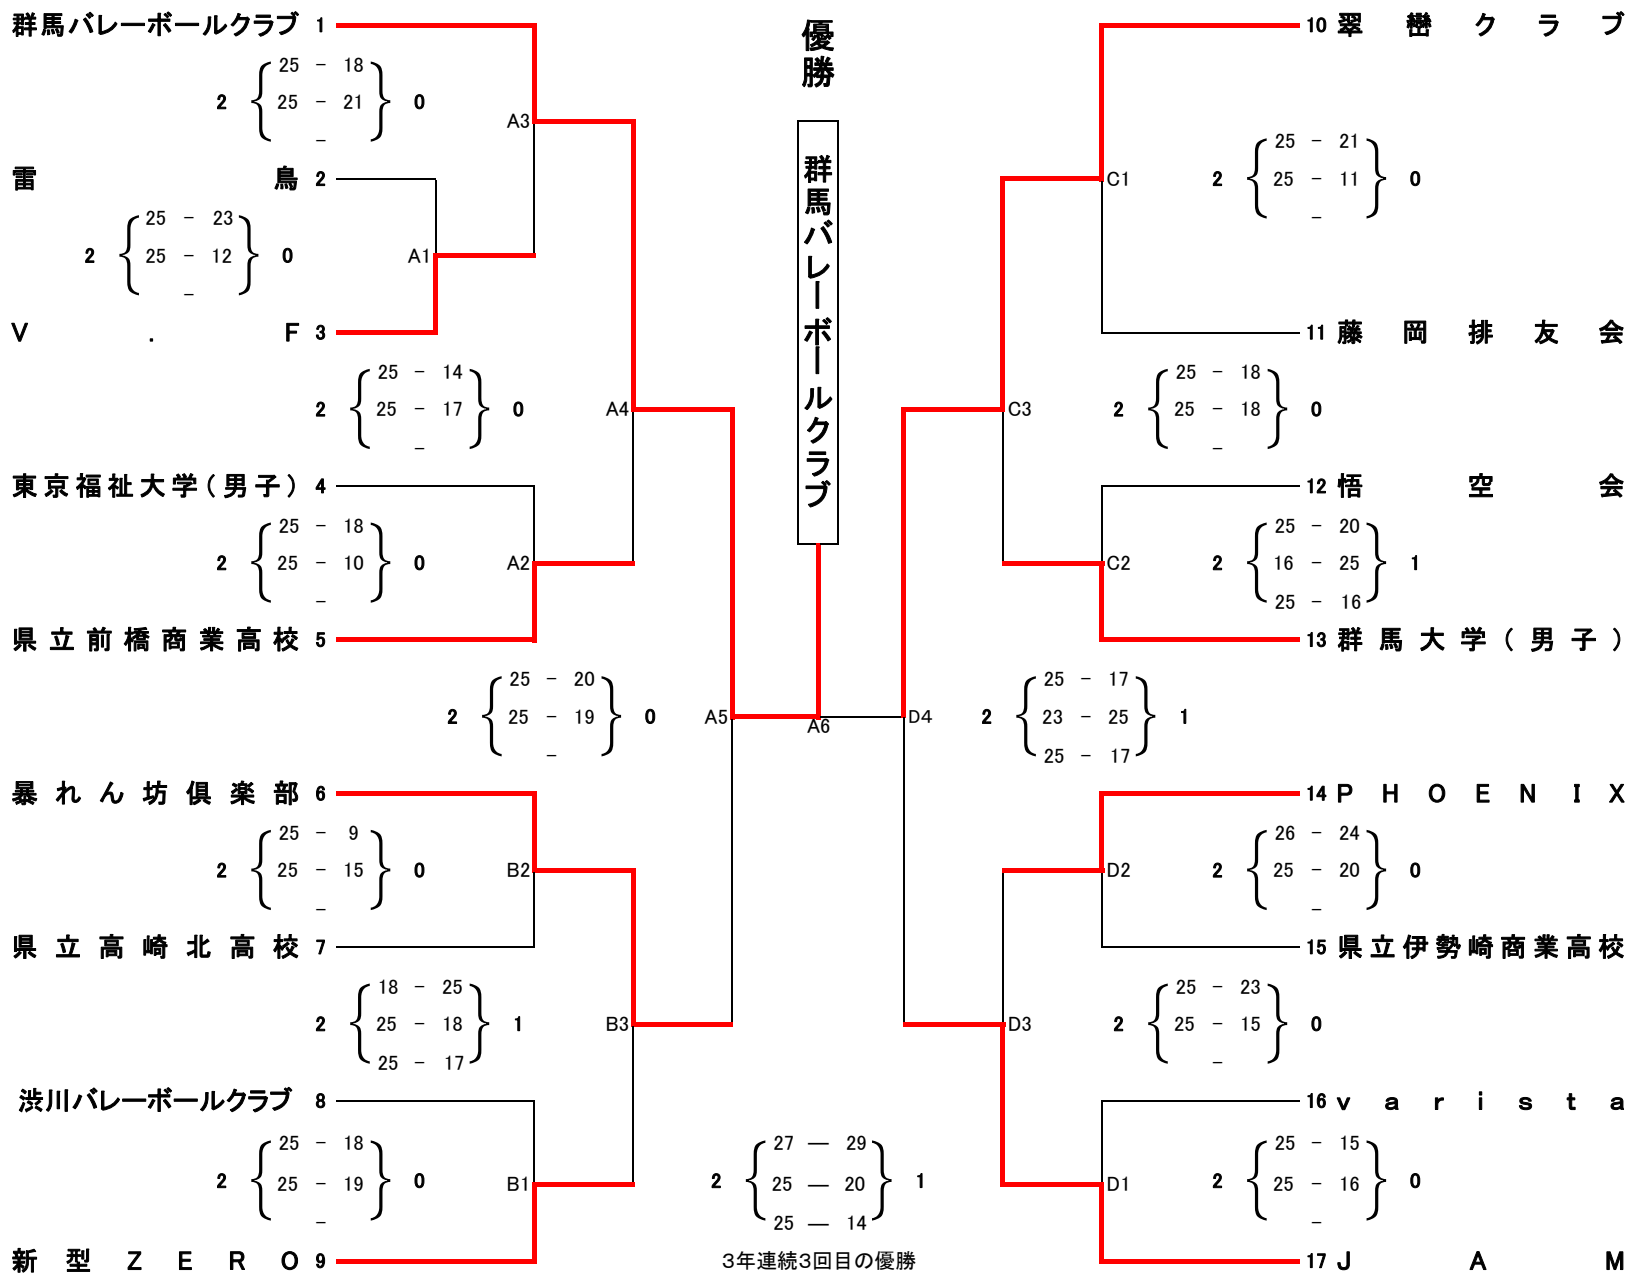 群馬バレーボールクラブ 1
25 - 18
2 25 - 21 0
-
A3
雷鳥 2
25 - 23
2 25 - 12 0
-
A1
V.F 3
25 - 14
2 25 - 17 0
-
A4
東京福祉大学(男子) 4
25 - 18
2 25 - 10 0
-
A2
県立前橋商業高校 5
25 - 20
2 25 - 19 0
-
A5
暴れん坊倶楽部 6
25 - 9
2 25 - 15 0
-
B2
県立高崎北高校 7
18 - 25
2 25 - 18 1
25 - 17
B3
渋川バレーボールクラブ 8
25 - 18
2 25 - 19 0
-
B1
新型ZERO 9
優勝
群馬バレーボールクラブ
A6
27 — 29
2 25 — 20 1
25 — 14
3年連続3回目の優勝
10 翠巒クラブ
25 - 21
C1 2 25 - 11 0
-
11 藤岡排友会
25 - 18
C3 2 25 - 18 0
-
12 悟空会
25 - 20
C2 2 16 - 25 1
25 - 16
13 群馬大学(男子)
25 - 17
D4 2 23 - 25 1
25 - 17
14 PHOENIX
26 - 24
D2 2 25 - 20 0
-
15 県立伊勢崎商業高校
25 - 23
D3 2 25 - 15 0
-
16 varista
25 - 15
D1 2 25 - 16 0
-
17 JAM